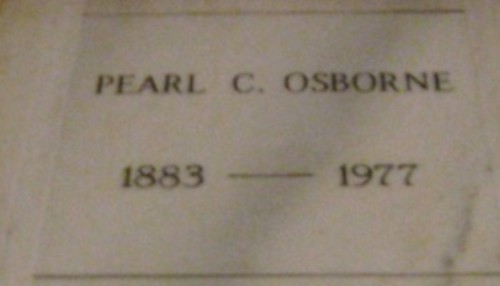 PEARL C. OSBORNE
1883 — 1977